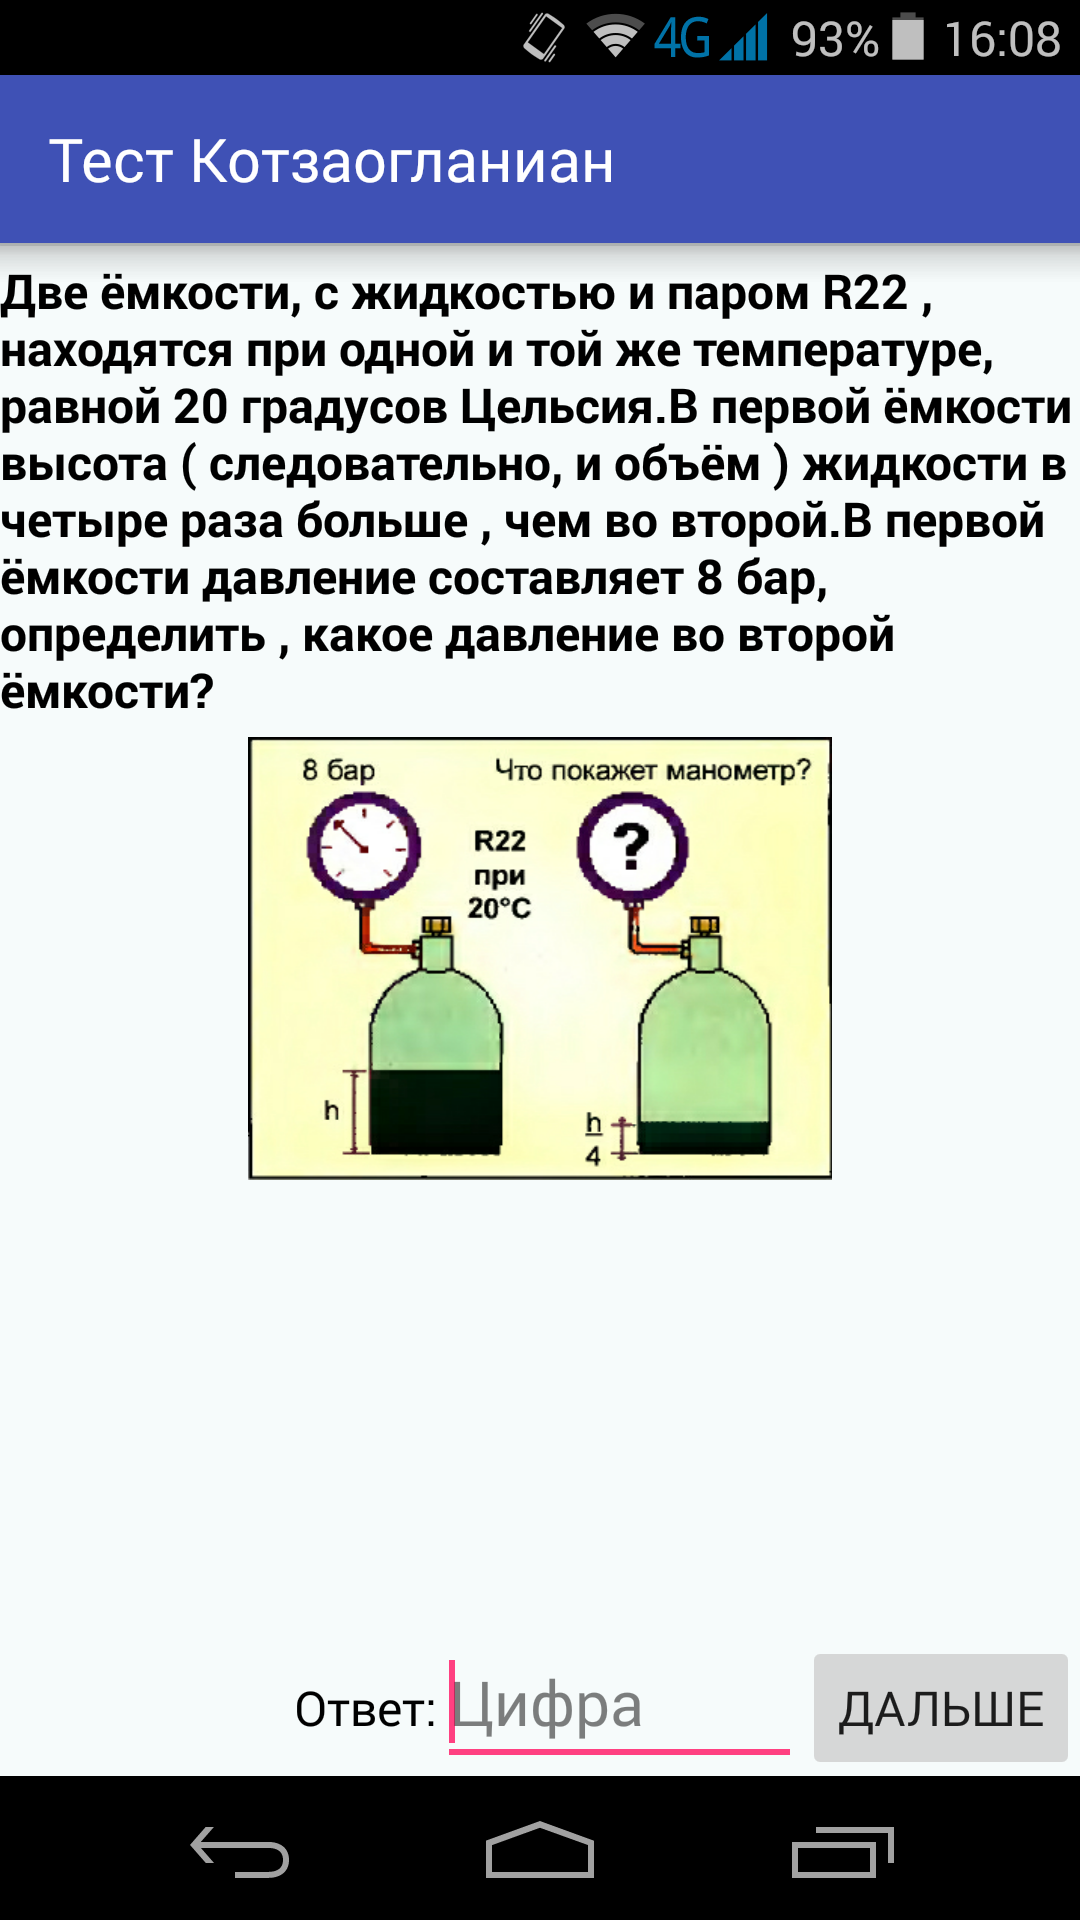 4G 93% 16:08
Тест Котзаогланиан
Две ёмкости, с жидкостью и паром R22 ,
находятся при одной и той же температуре,
равной 20 градусов Цельсия.В первой ёмкости
высота ( следовательно, и объём ) жидкости в
четыре раза больше , чем во второй.В первой
ёмкости давление составляет 8 бар,
определить , какое давление во второй
ёмкости?
8 бар Что покажет манометр?
R22
при
20°C
?
h
h
4
Ответ: Цифра ДАЛЬШЕ